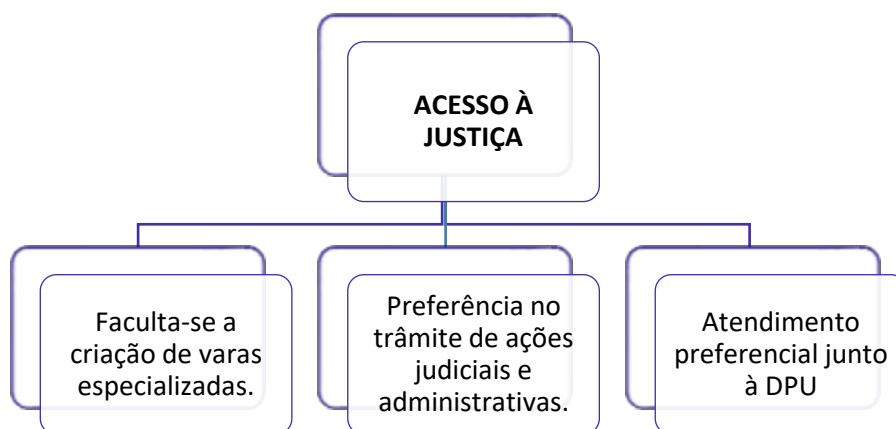 ACESSO À
JUSTIÇA
Faculta-se a
criação de varas
especializadas.
Preferência no
trâmite de ações
judiciais e
administrativas.
Atendimento
preferencial junto
à DPU